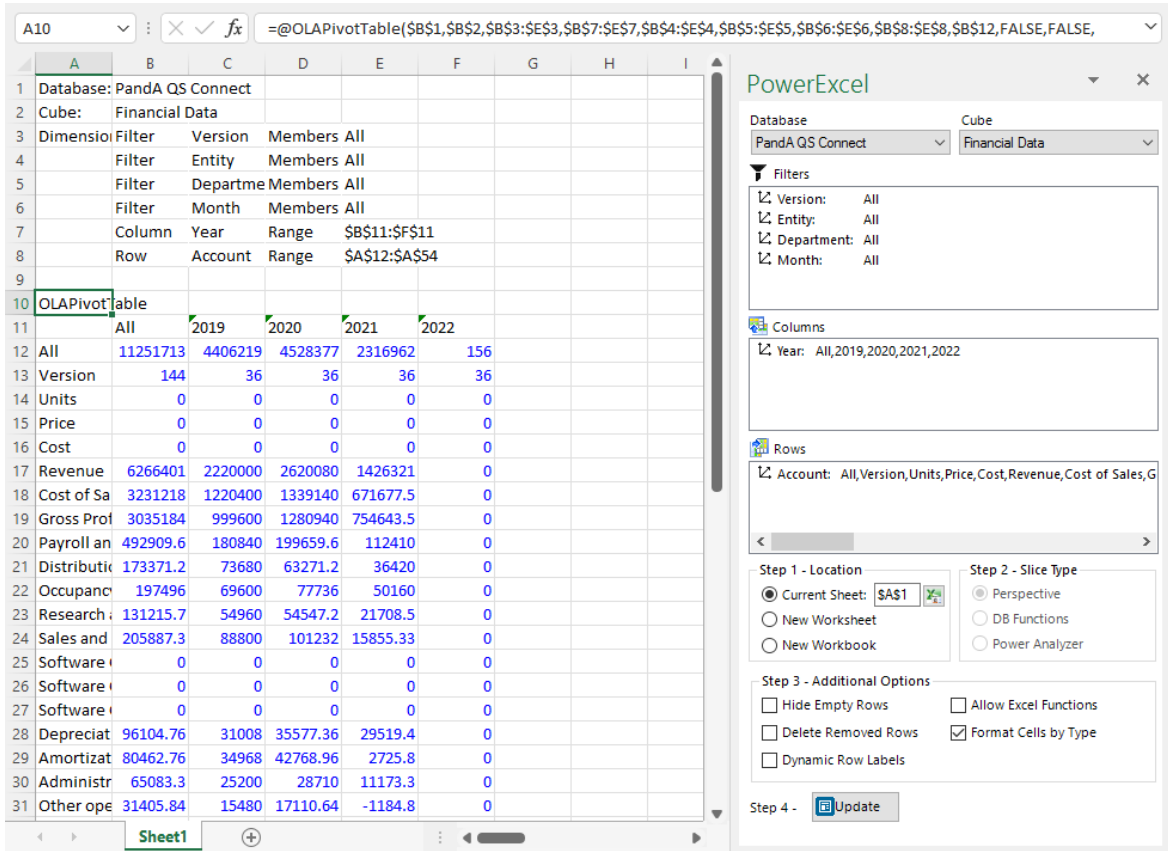 A10 fx =@OLAPivotTable($B$1,$B$2,$B$3:$E$3,$B$7:$E$7,$B$4:$E$4,$B$5:$E$5,$B$6:$E$6,$B$8:$E$8,$B$12,FALSE,FALSE,
A B C D E F G H I
1 Database: PandA QS Connect
2 Cube: Financial Data
3 Dimension Filter Version Members All
4 Filter Entity Members All
5 Filter Departme Members All
6 Filter Month Members All
7 Column Year Range $B$11:$F$11
8 Row Account Range $A$12:$A$54
9
10 OLAPivotTable
11 All 2019 2020 2021 2022
12 All 11251713 4406219 4528377 2316962 156
13 Version 144 36 36 36 36
14 Units 0 0 0 0 0
15 Price 0 0 0 0 0
16 Cost 0 0 0 0 0
17 Revenue 6266401 2220000 2620080 1426321 0
18 Cost of Sa 3231218 1220400 1339140 671677.5 0
19 Gross Prof 3035184 999600 1280940 754643.5 0
20 Payroll an 492909.6 180840 199659.6 112410 0
21 Distributio 173371.2 73680 63271.2 36420 0
22 Occupancy 197496 69600 77736 50160 0
23 Research a 131215.7 54960 54547.2 21708.5 0
24 Sales and 205887.3 88800 101232 15855.33 0
25 Software 0 0 0 0 0
26 Software 0 0 0 0 0
27 Software 0 0 0 0 0
28 Depreciat 96104.76 31008 35577.36 29519.4 0
29 Amortizat 80462.76 34968 42768.96 2725.8 0
30 Administr 65083.3 25200 28710 11173.3 0
31 Other ope 31405.84 15480 17110.64 -1184.8 0
Sheet1
PowerExcel
Database Cube
PandA QS Connect Financial Data
Filters
Version: All
Entity: All
Department: All
Month: All
Columns
Year: All,2019,2020,2021,2022
Rows
Account: All,Version,Units,Price,Cost,Revenue,Cost of Sales,G
Step 1 - Location
Current Sheet: $A$1
New Worksheet
New Workbook
Step 2 - Slice Type
Perspective
DB Functions
Power Analyzer
Step 3 - Additional Options
Hide Empty Rows Allow Excel Functions
Delete Removed Rows Format Cells by Type
Dynamic Row Labels
Step 4 - Update